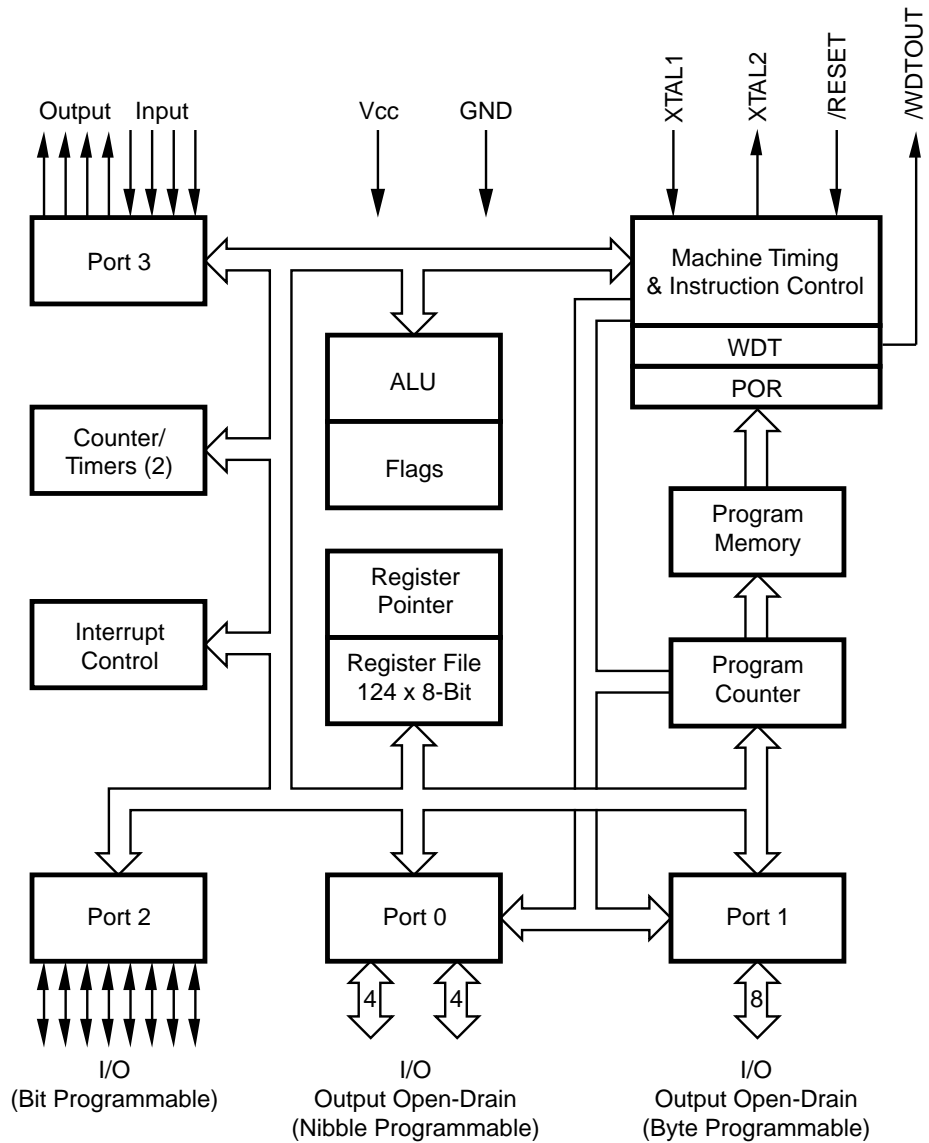 XTAL1
XTAL2
/RESET
/WDTOUT
Output
Input
Vcc
GND
Port 3
Machine Timing
& Instruction Control
WDT
POR
ALU
Flags
Counter/
Timers (2)
Program
Memory
Register
Pointer
Register File
124 x 8-Bit
Interrupt
Control
Program
Counter
Port 2
Port 0
Port 1
4
4
8
I/O
(Bit Programmable)
I/O
Output Open-Drain
(Nibble Programmable)
I/O
Output Open-Drain
(Byte Programmable)